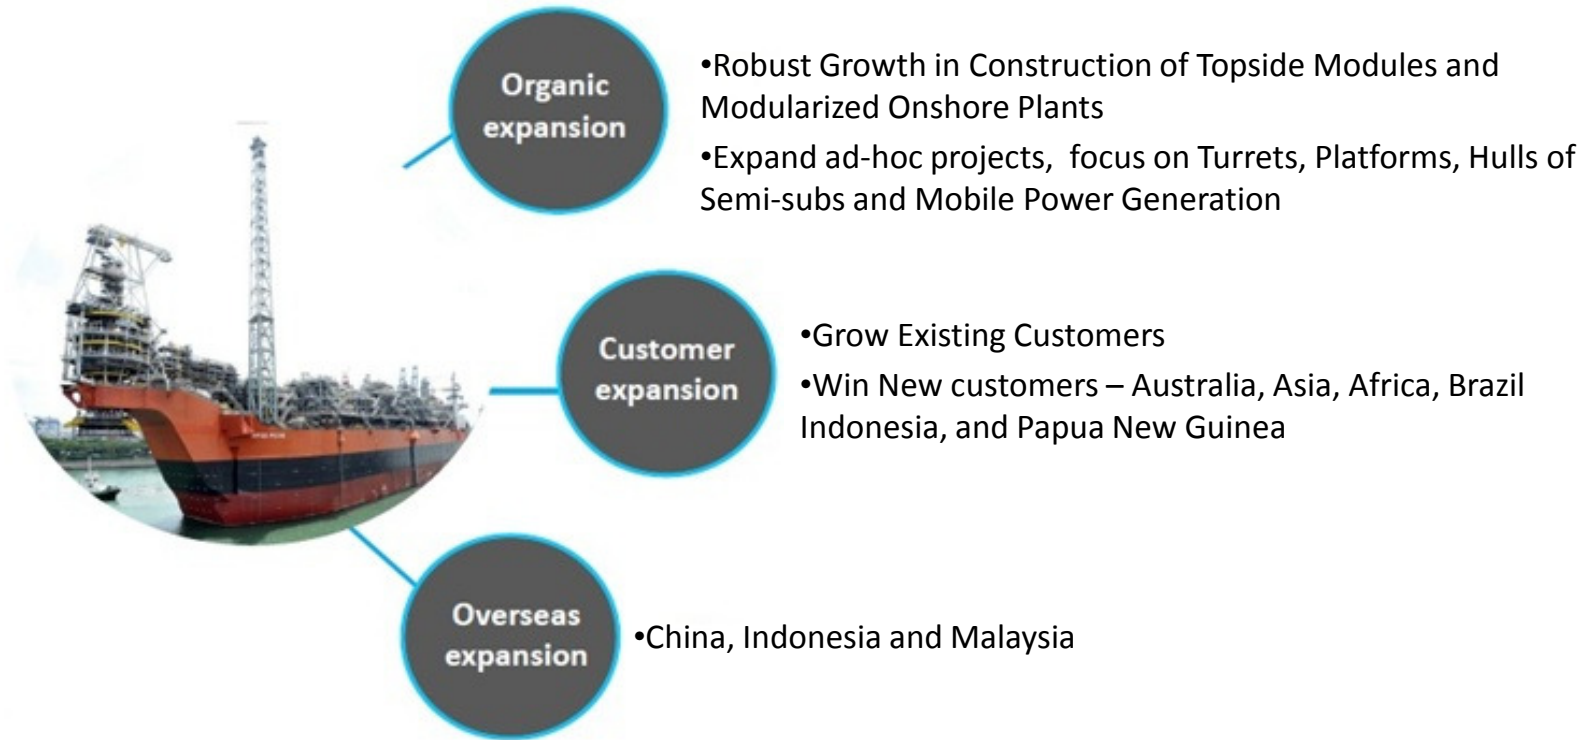 Organic
expansion
•Robust Growth in Construction of Topside Modules and
Modularized Onshore Plants
•Expand ad-hoc projects,  focus on Turrets, Platforms, Hulls of
Semi-subs and Mobile Power Generation
Customer
expansion
•Grow Existing Customers
•Win New customers – Australia, Asia, Africa, Brazil
Indonesia, and Papua New Guinea
Overseas
expansion
•China, Indonesia and Malaysia